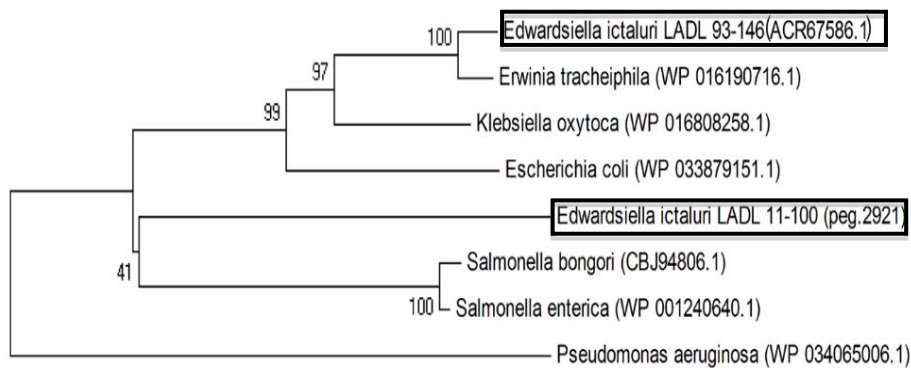 Edwardsiella ictaluri LADL 93-146(ACR67586.1)
100
Erwinia tracheiphila (WP 016190716.1)
97
Klebsiella oxytoca (WP 016808258.1)
99
Escherichia coli (WP 033879151.1)
Edwardsiella ictaluri LADL 11-100 (peg.2921)
41
Salmonella bongori (CBJ94806.1)
100
Salmonella enterica (WP 001240640.1)
Pseudomonas aeruginosa (WP 034065006.1)